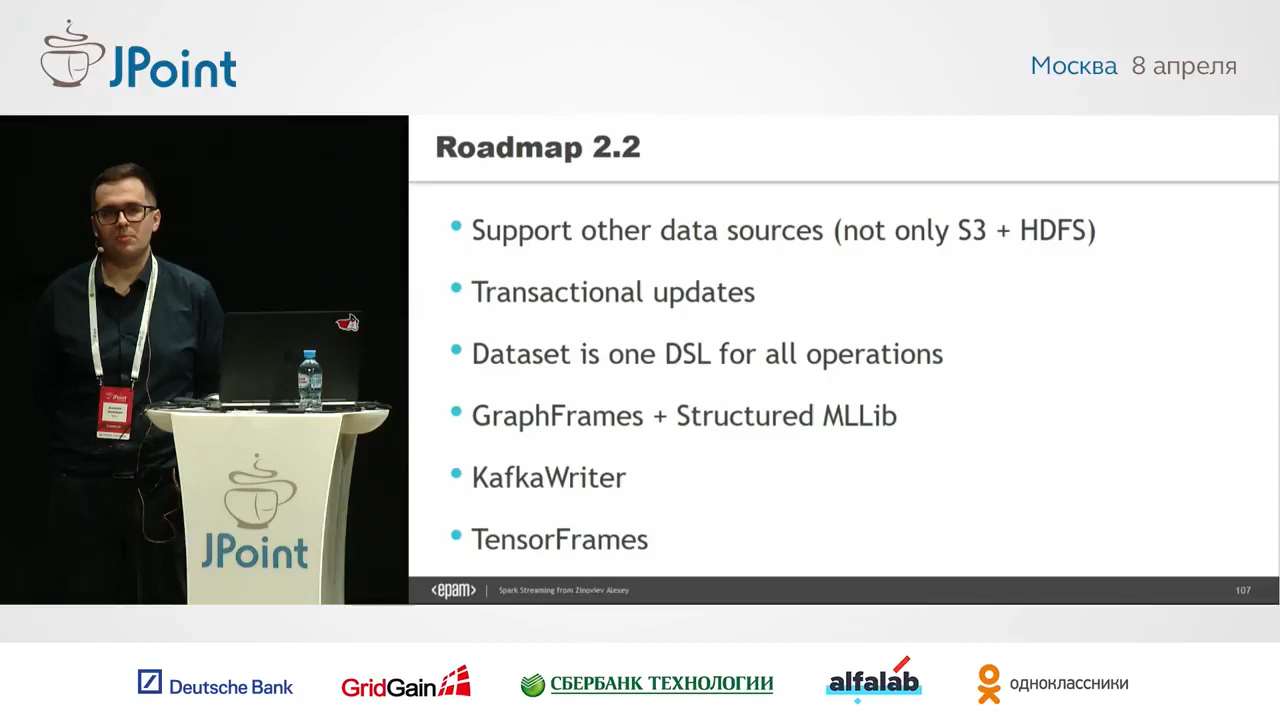 JPoint
Москва 8 апреля
Roadmap 2.2
• Support other data sources (not only S3 + HDFS)
• Transactional updates
• Dataset is one DSL for all operations
• GraphFrames + Structured MLLib
• KafkaWriter
• TensorFrames
<epam> | Spark Streaming from Zinoviev Alexey 107
JPoint
JPoint
Deutsche Bank
GridGain
СБЕРБАНК ТЕХНОЛОГИИ
alfalab
одноклассники